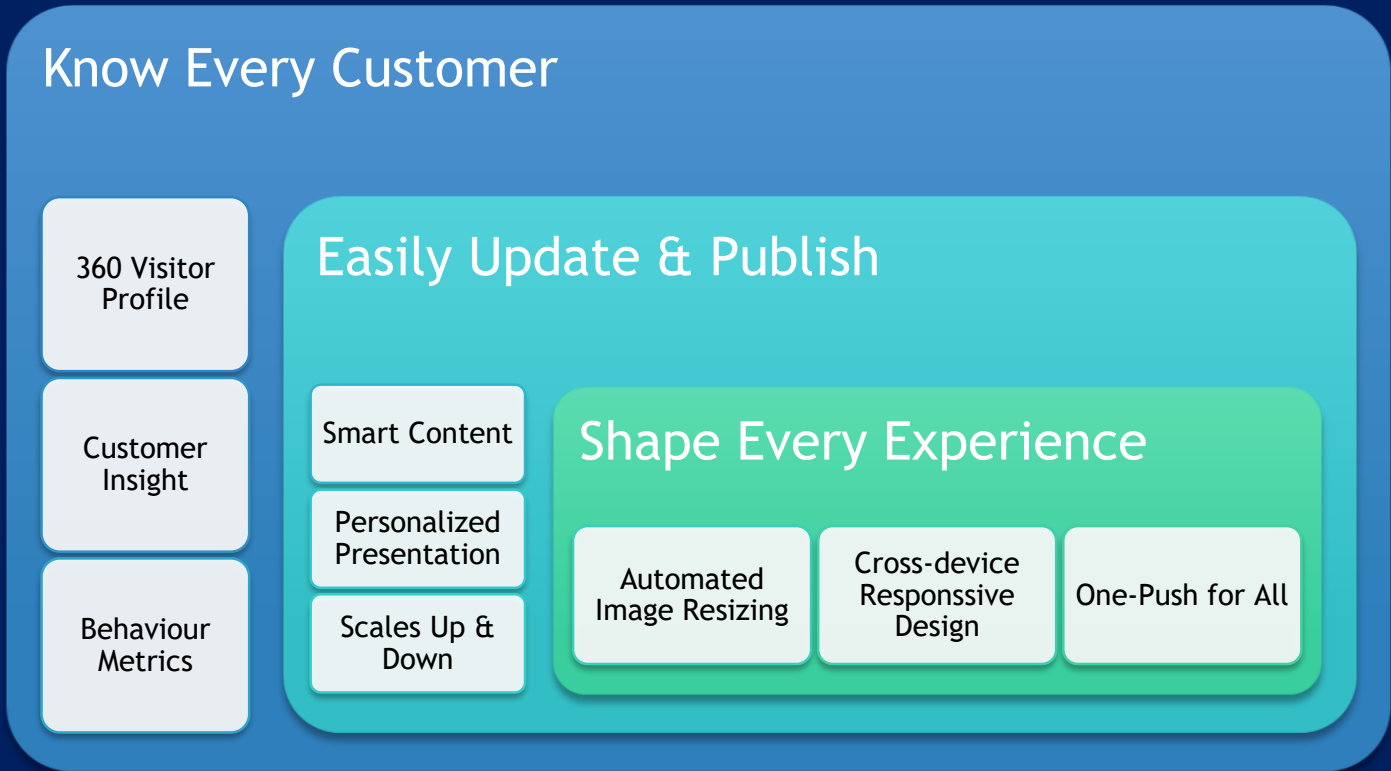 Know Every Customer
360 Visitor
Profile
Customer
Insight
Behaviour
Metrics
Easily Update & Publish
Smart Content
Personalized
Presentation
Scales Up &
Down
Shape Every Experience
Automated
Image Resizing
Cross-device
Responssive
Design
One-Push for All